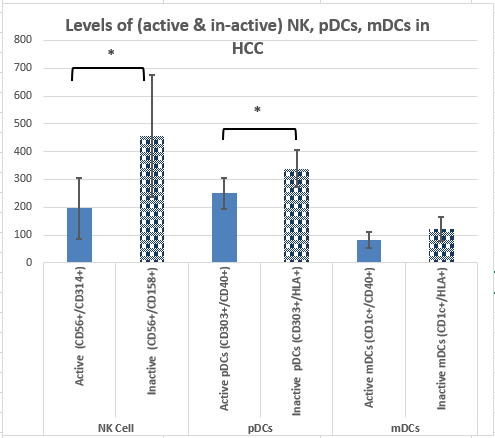 Levels of (active & in-active) NK, pDCs, mDCs in
HCC
800
700
600
500
400
300
200
100
0
*
*
Active (CD56+/CD314+)
Inactive (CD56+/CD158+)
Active pDCs (CD303+/CD40+)
Inactive pDCs (CD303+/HLA+)
Active mDCs (CD1c+/CD40+)
Inactive mDCs (CD1c+/HLA+)
NK Cell
pDCs
mDCs